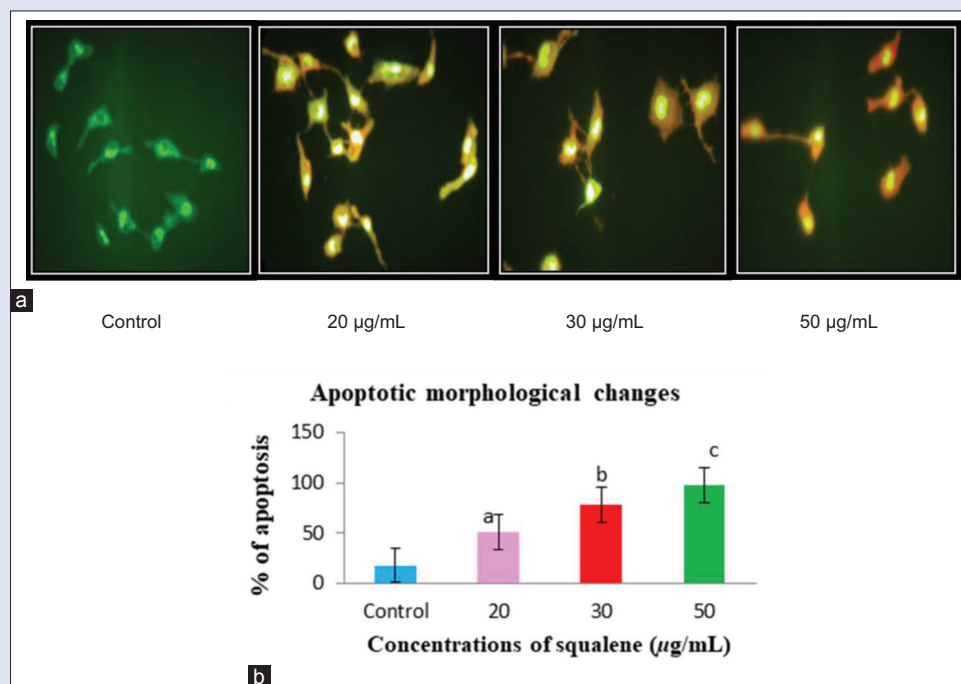 a
Control 20 µg/mL 30 µg/mL 50 µg/mL
Apoptotic morphological changes
% of apoptosis
150
100
50
0
a
b
c
Control 20 30 50
Concentrations of squalene (µg/mL)
b